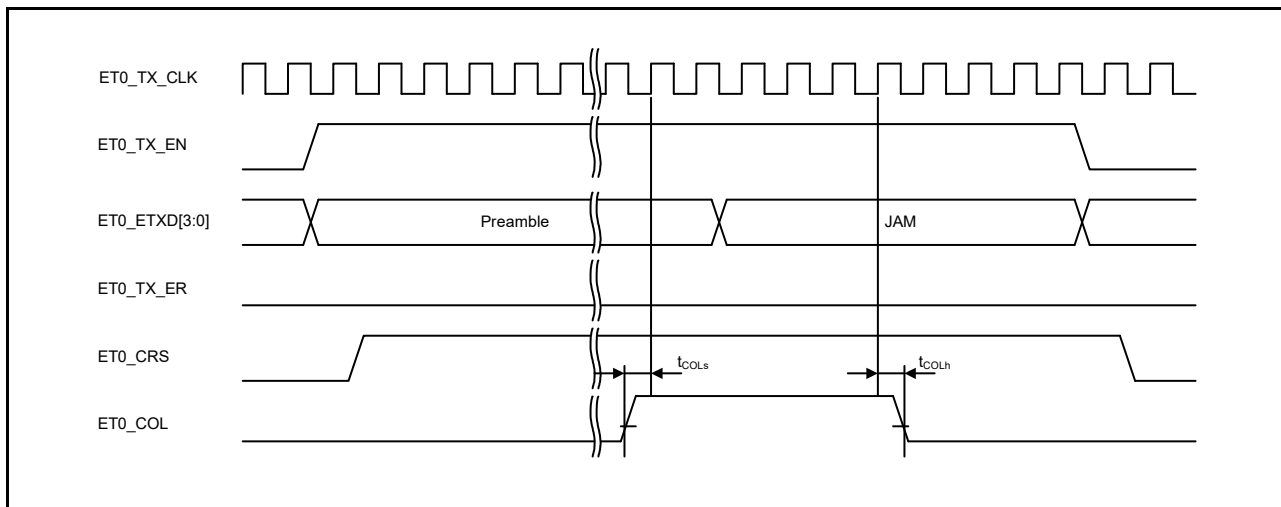 ET0_TX_CLK
ET0_TX_EN
ET0_ETXD[3:0]
Preamble
JAM
ET0_TX_ER
ET0_CRS
tCOLs
tCOLh
ET0_COL